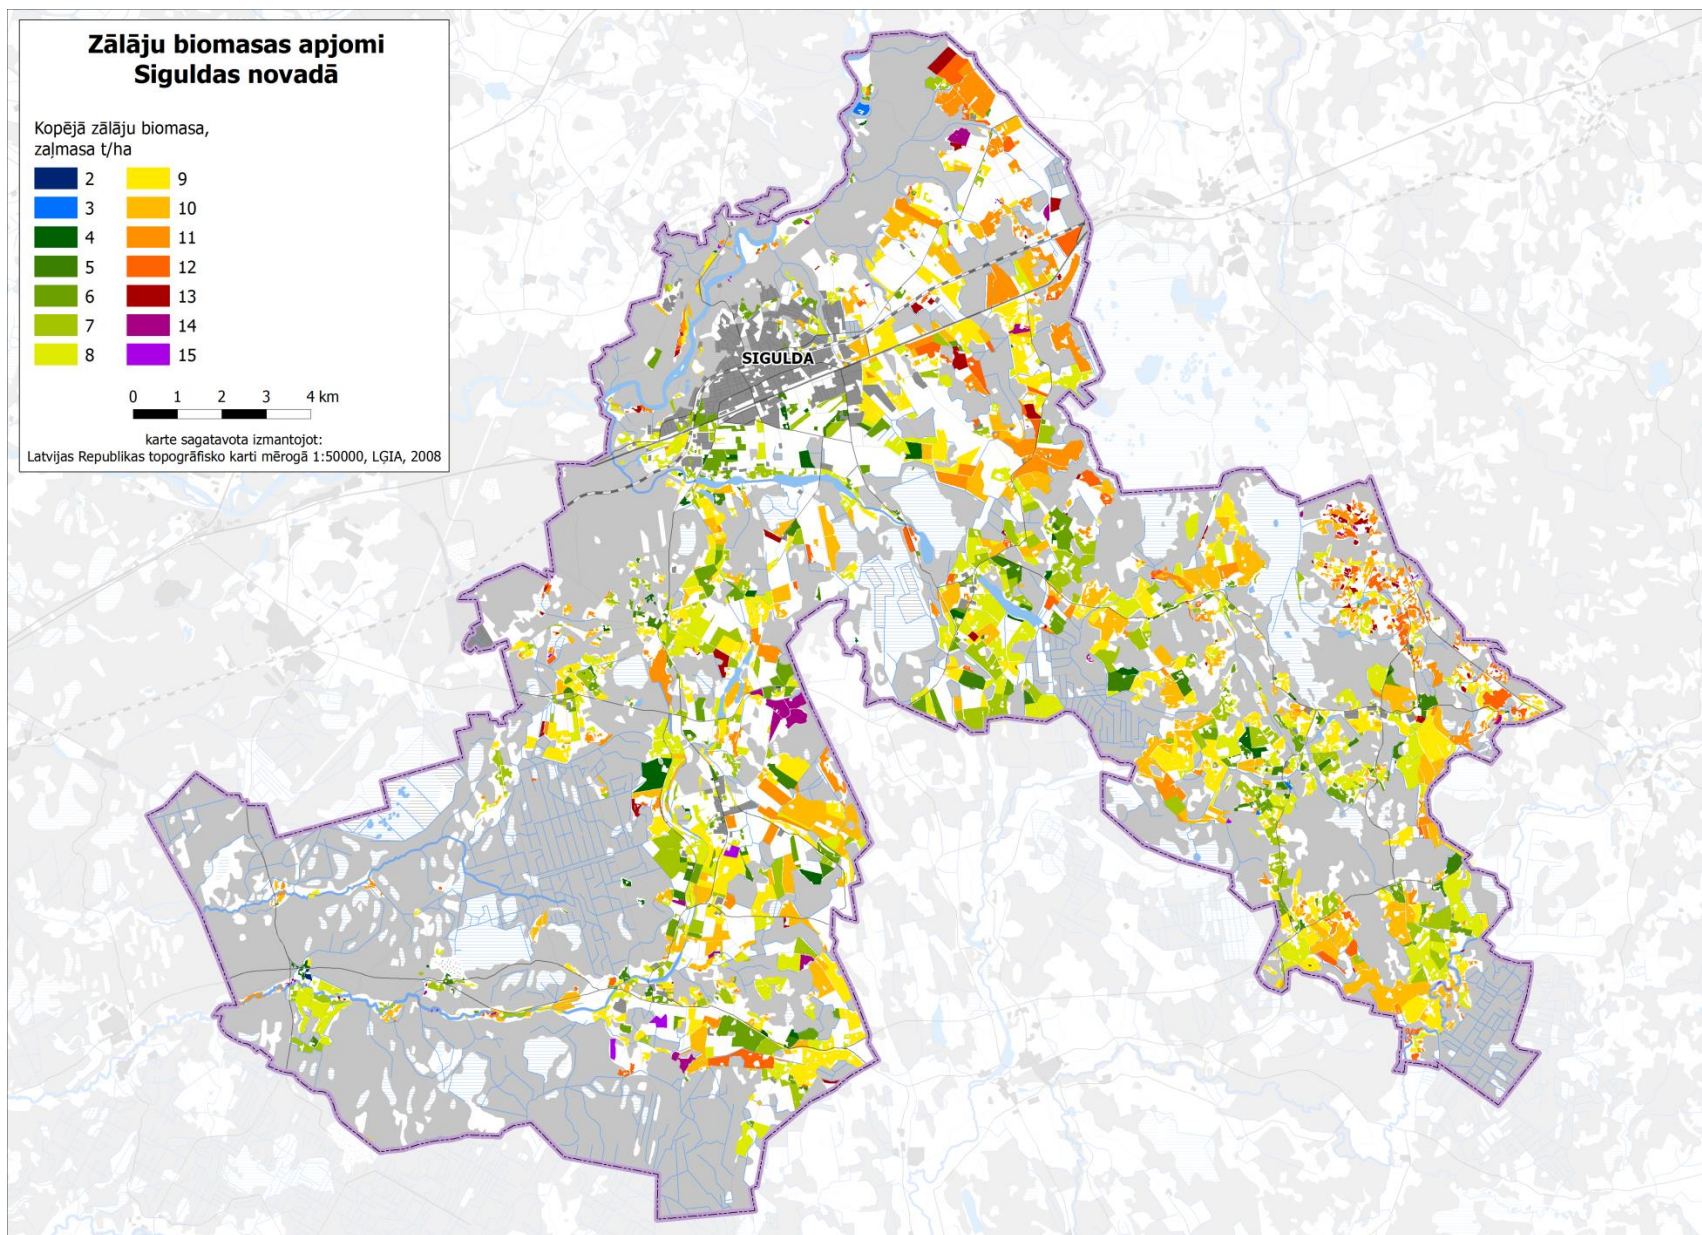 Zālāju biomasas apjomi
Siguldas novadā
Kopējā zālāju biomasa,
zaļmasa t/ha
2 9
3 10
4 11
5 12
6 13
7 14
8 15
0 1 2 3 4 km
karte sagatavota izmantojot:
Latvijas Republikas topogrāfisko karti mērogā 1:50000, LĢIA, 2008
SIGULDA